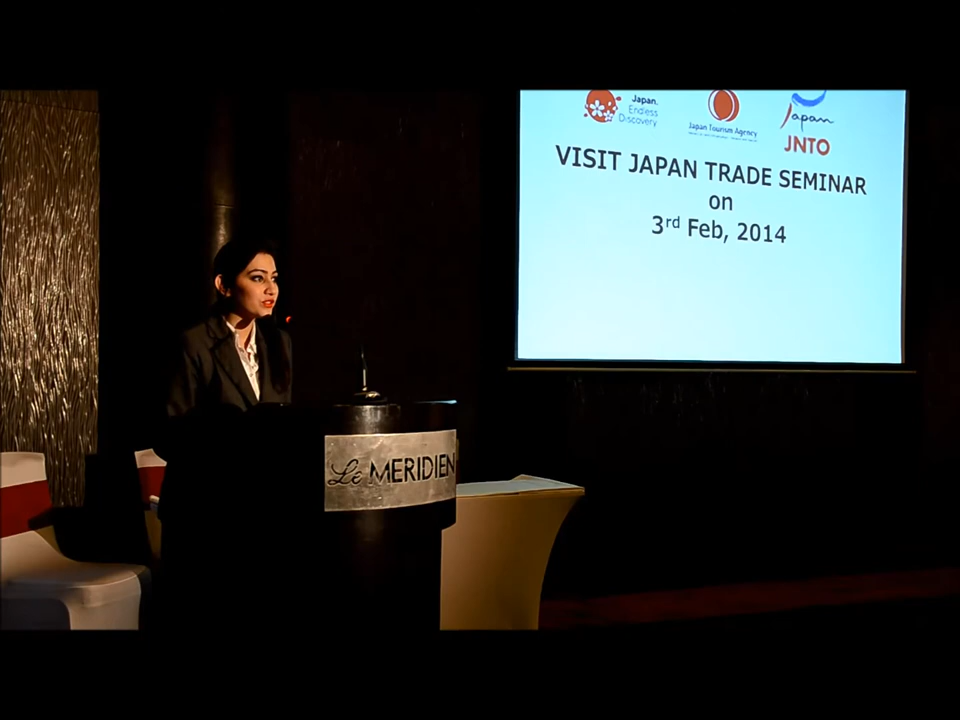 Japan.
Endless
Discovery
Japan Tourism Agency
Japan
JNTO
VISIT JAPAN TRADE SEMINAR
on
3rd Feb, 2014
Le MERIDIEN